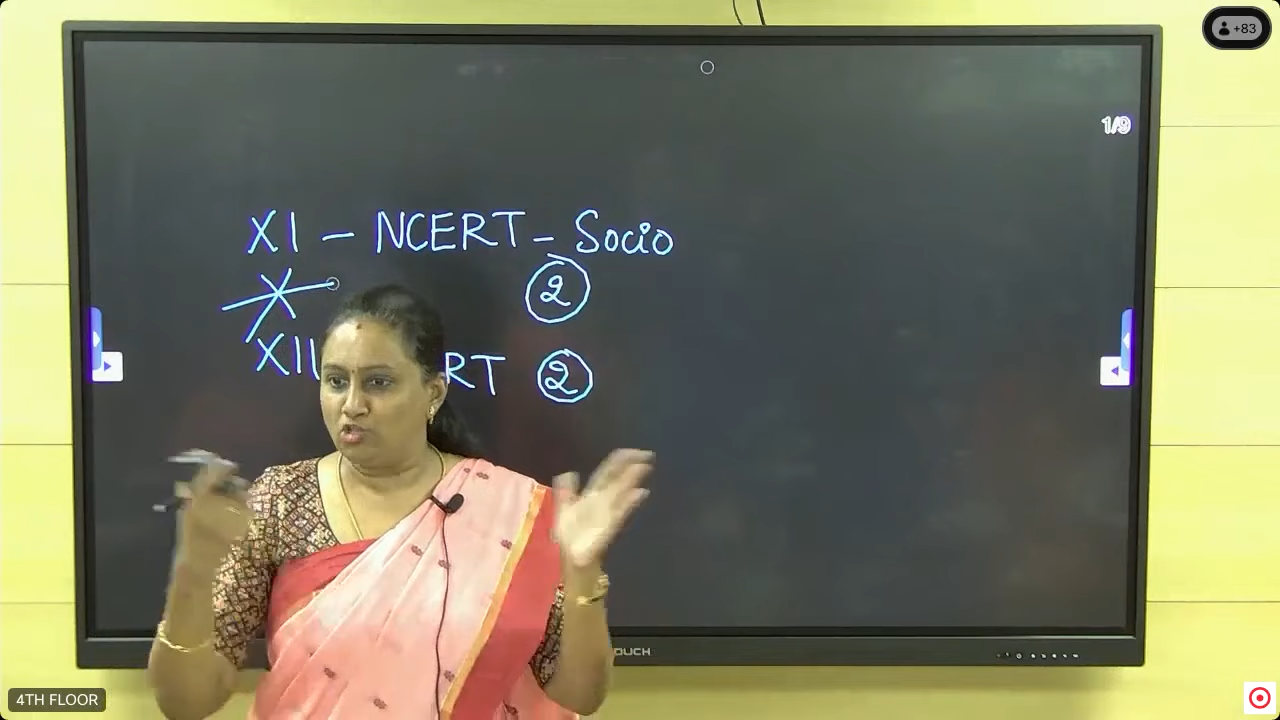 +83
1/9
XI - NCERT - Socio
②
XII RT ②
OUCH
4TH FLOOR